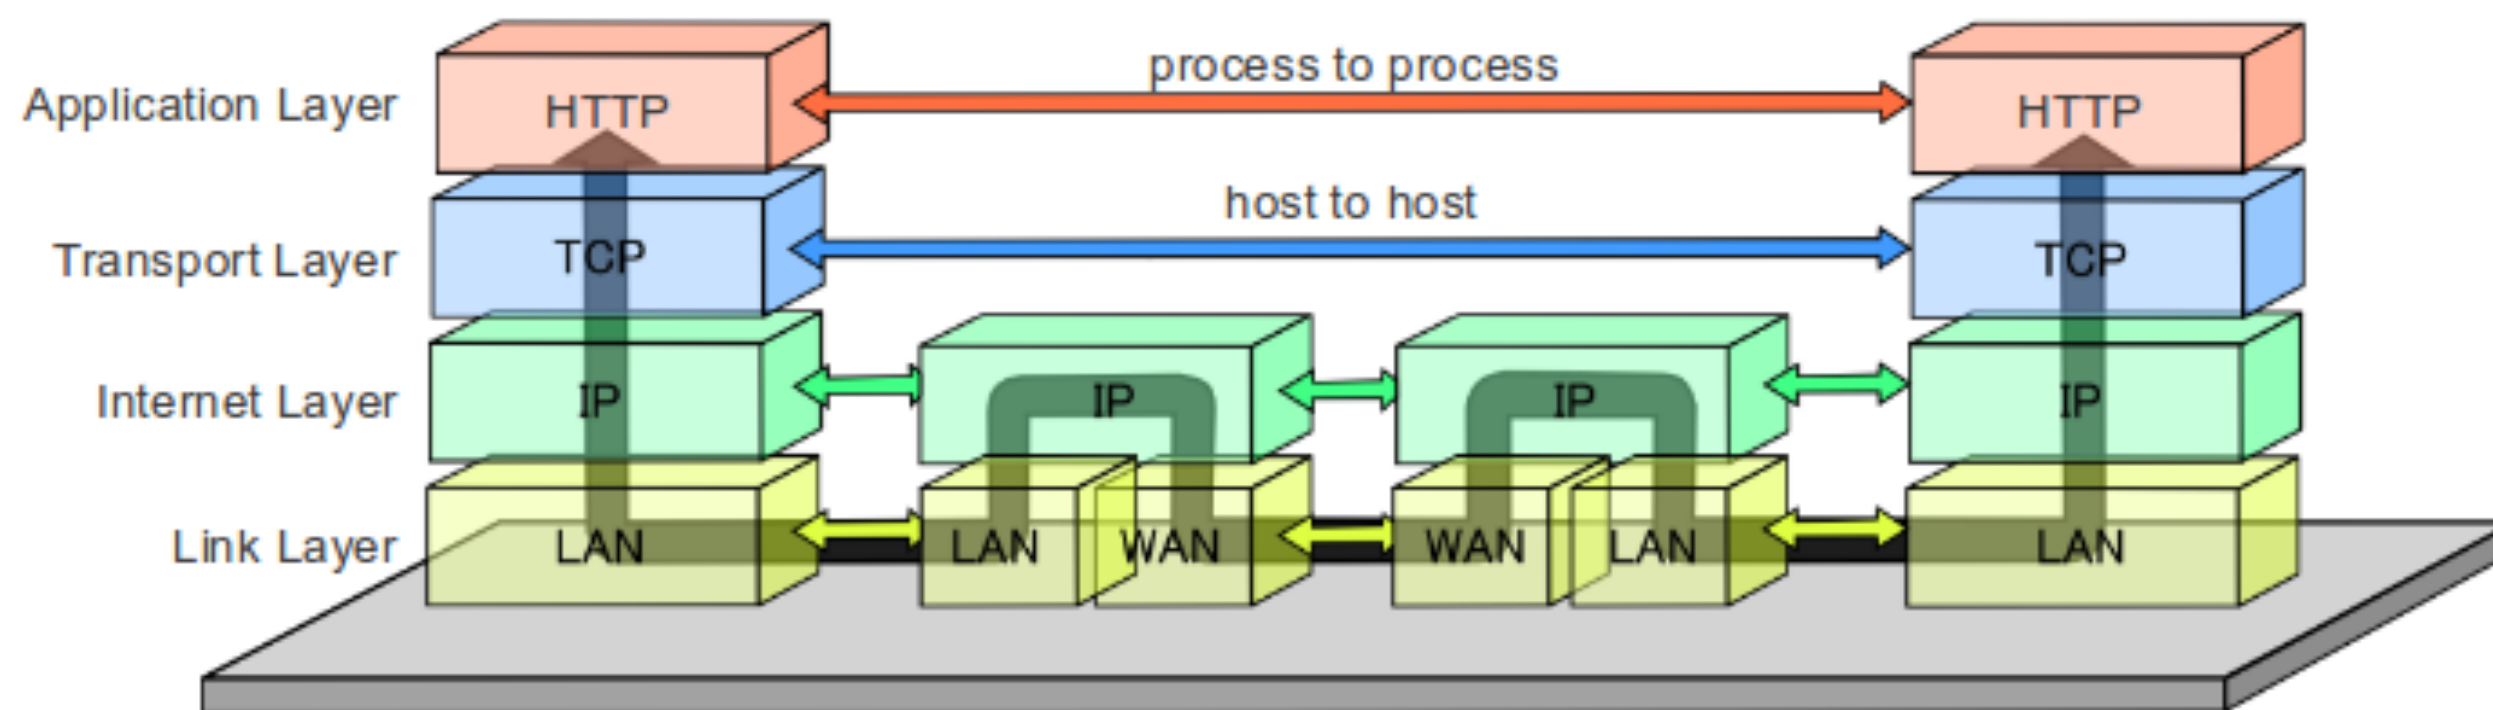 process to process
Application Layer HTTP HTTP
host to host
Transport Layer TCP TCP
Internet Layer IP IP IP IP
Link Layer LAN LAN WAN WAN LAN LAN